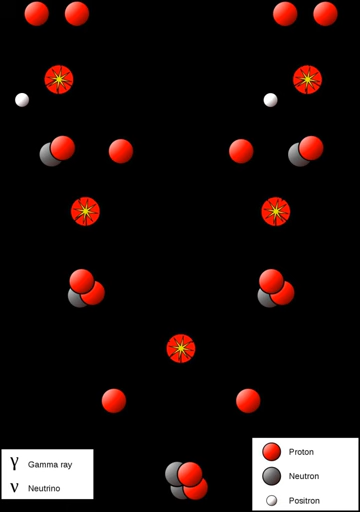 γ Gamma ray
ν Neutrino
Proton
Neutron
Positron